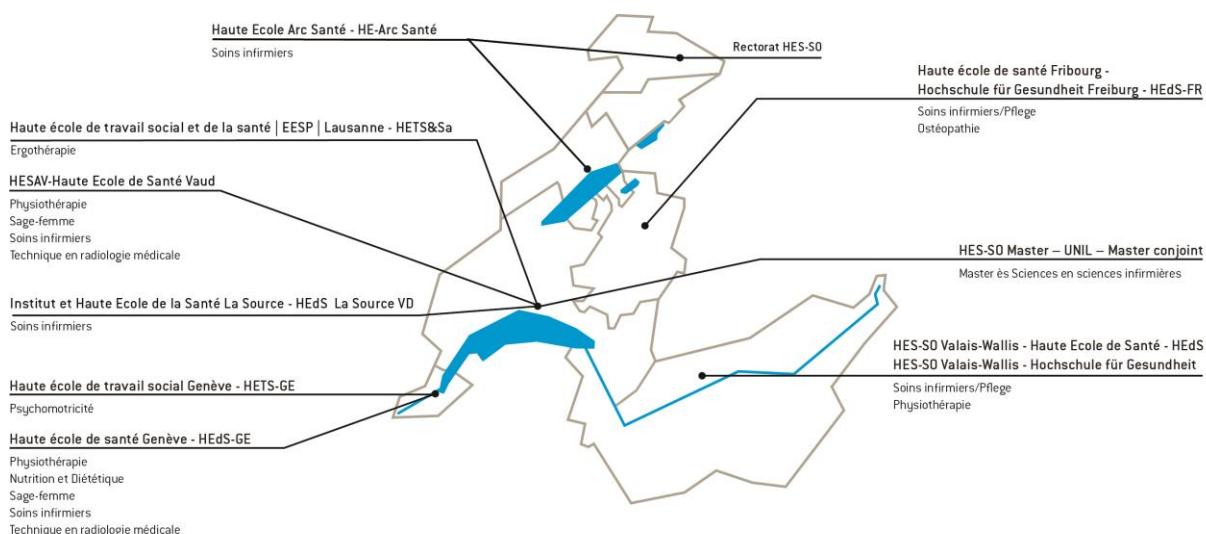 Haute Ecole Arc Santé - HE-Arc Santé
Soins infirmiers
Rectorat HES-SO
Haute école de santé Fribourg -
Hochschule für Gesundheit Freiburg - HEdS-FR
Soins infirmiers/Pflege
Ostéopathie
Haute école de travail social et de la santé | EESP | Lausanne - HETS&Sa
Ergothérapie
HESAV-Haute Ecole de Santé Vaud
Physiothérapie
Sage-femme
Soins infirmiers
Technique en radiologie médicale
HES-SO Master – UNIL – Master conjoint
Master ès Sciences en sciences infirmières
Institut et Haute Ecole de la Santé La Source - HEdS La Source VD
Soins infirmiers
HES-SO Valais-Wallis - Haute Ecole de Santé - HEdS
HES-SO Valais-Wallis - Hochschule für Gesundheit
Soins infirmiers/Pflege
Physiothérapie
Haute école de travail social Genève - HETS-GE
Psychomotricité
Haute école de santé Genève - HEdS-GE
Physiothérapie
Nutrition et Diététique
Sage-femme
Soins infirmiers
Technique en radiologie médicale